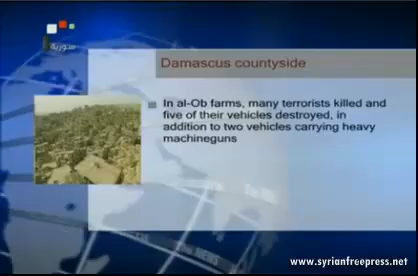 سورية
Damascus countyside
In al-Ob farms, many terrorists killed and
five of their vehicles destroyed, in
addition to two vehicles carrying heavy
machineguns
NEWS
www.syrianfreepress.net